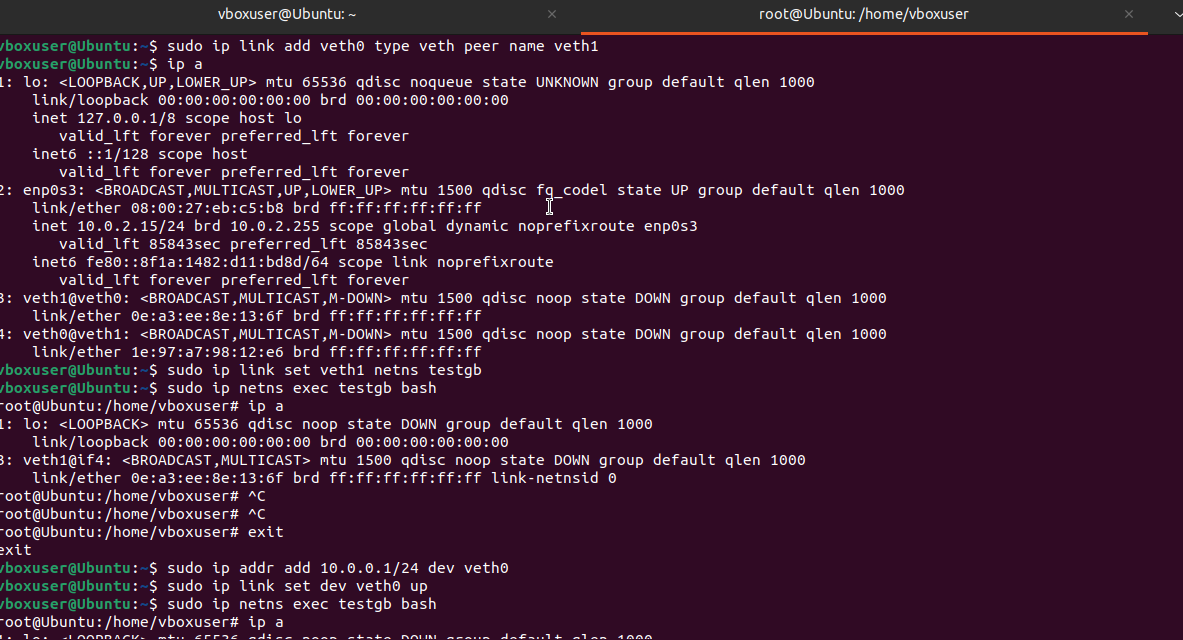 vboxuser@Ubuntu: ~
root@Ubuntu: /home/vboxuser
vboxuser@Ubuntu:~$ sudo ip link add veth0 type veth peer name veth1
vboxuser@Ubuntu:~$ ip a
1: lo: <LOOPBACK,UP,LOWER_UP> mtu 65536 qdisc noqueue state UNKNOWN group default qlen 1000
    link/loopback 00:00:00:00:00:00 brd 00:00:00:00:00:00
    inet 127.0.0.1/8 scope host lo
       valid_lft forever preferred_lft forever
    inet6 ::1/128 scope host
       valid_lft forever preferred_lft forever
2: enp0s3: <BROADCAST,MULTICAST,UP,LOWER_UP> mtu 1500 qdisc fq_codel state UP group default qlen 1000
    link/ether 08:00:27:eb:c5:b8 brd ff:ff:ff:ff:ff:ff
    inet 10.0.2.15/24 brd 10.0.2.255 scope global dynamic noprefixroute enp0s3
       valid_lft 85843sec preferred_lft 85843sec
    inet6 fe80::8f1a:1482:d11:bd8d/64 scope link noprefixroute
       valid_lft forever preferred_lft forever
3: veth1@veth0: <BROADCAST,MULTICAST,M-DOWN> mtu 1500 qdisc noop state DOWN group default qlen 1000
    link/ether 0e:a3:ee:8e:13:6f brd ff:ff:ff:ff:ff:ff
4: veth0@veth1: <BROADCAST,MULTICAST,M-DOWN> mtu 1500 qdisc noop state DOWN group default qlen 1000
    link/ether 1e:97:a7:98:12:e6 brd ff:ff:ff:ff:ff:ff
vboxuser@Ubuntu:~$ sudo ip link set veth1 netns testgb
vboxuser@Ubuntu:~$ sudo ip netns exec testgb bash
root@Ubuntu:/home/vboxuser# ip a
1: lo: <LOOPBACK> mtu 65536 qdisc noop state DOWN group default qlen 1000
    link/loopback 00:00:00:00:00:00 brd 00:00:00:00:00:00
3: veth1@if4: <BROADCAST,MULTICAST> mtu 1500 qdisc noop state DOWN group default qlen 1000
    link/ether 0e:a3:ee:8e:13:6f brd ff:ff:ff:ff:ff:ff link-netnsid 0
root@Ubuntu:/home/vboxuser# ^C
root@Ubuntu:/home/vboxuser# ^C
root@Ubuntu:/home/vboxuser# exit
exit
vboxuser@Ubuntu:~$ sudo ip addr add 10.0.0.1/24 dev veth0
vboxuser@Ubuntu:~$ sudo ip link set dev veth0 up
vboxuser@Ubuntu:~$ sudo ip netns exec testgb bash
root@Ubuntu:/home/vboxuser# ip a
1: lo: <LOOPBACK> mtu 65536 qdisc noop state DOWN group default qlen 1000